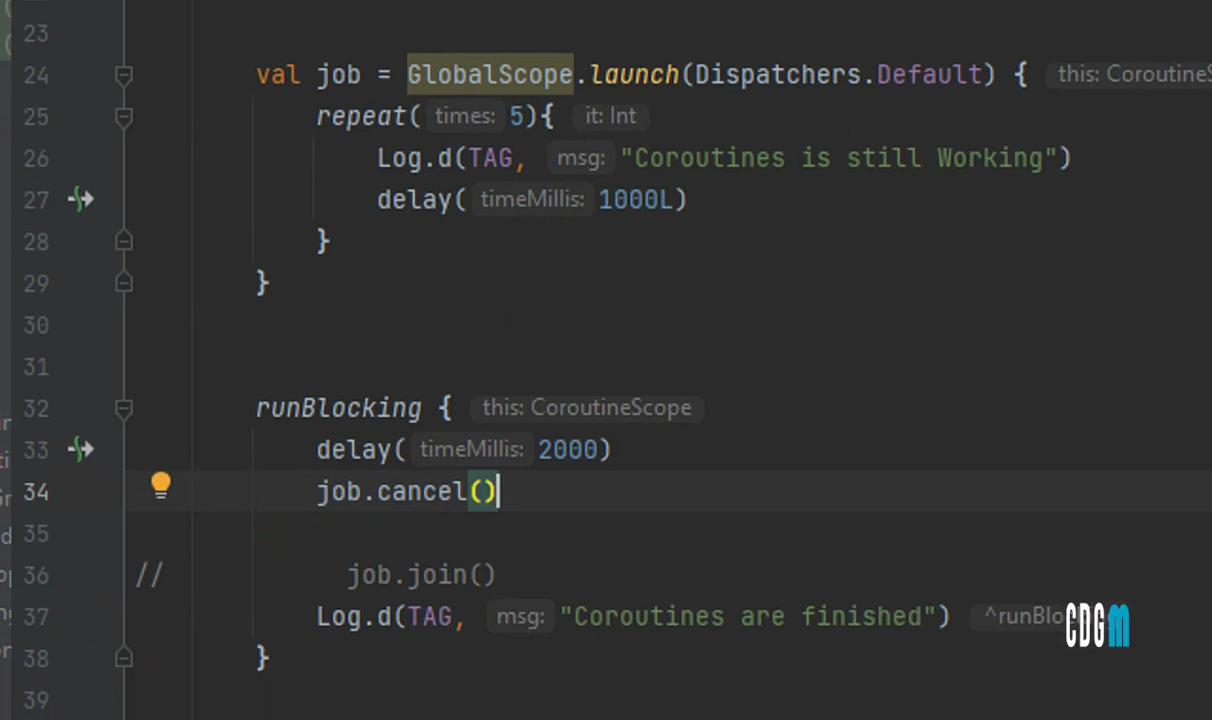 23
24 val job = GlobalScope.launch(Dispatchers.Default) { this: CoroutineS
25 repeat( times: 5){ it: Int
26 Log.d(TAG, msg: "Coroutines is still Working")
27 delay( timeMillis: 1000L)
28 }
29 }
30
31
32 runBlocking { this: CoroutineScope
33 delay( timeMillis: 2000)
34 job.cancel()
35
36 // job.join()
37 Log.d(TAG, msg: "Coroutines are finished") ^runBlo
38 }
39
CDGM